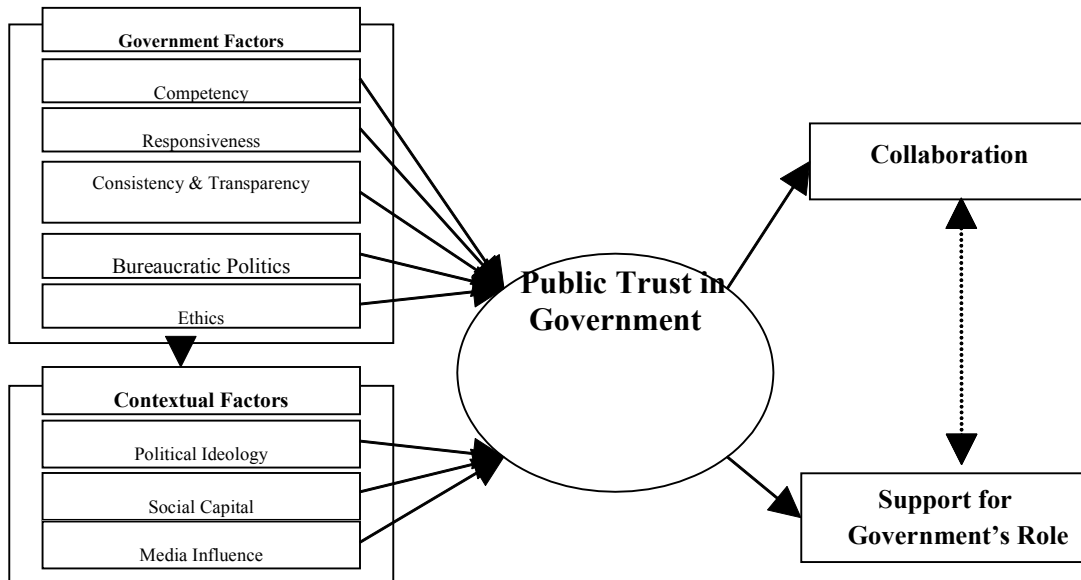 Government Factors
Competency
Responsiveness
Consistency & Transparency
Bureaucratic Politics
Ethics
Contextual Factors
Political Ideology
Social Capital
Media Influence
Public Trust in
Government
Collaboration
Support for
Government’s Role